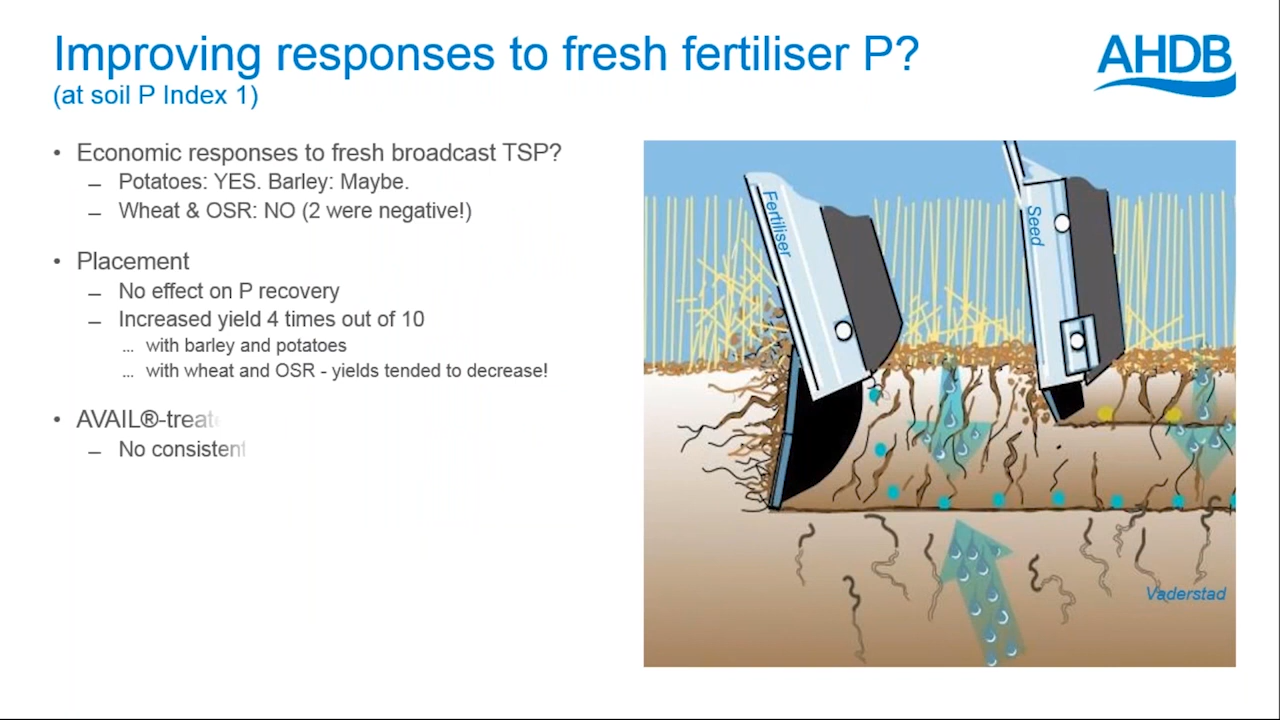 Improving responses to fresh fertiliser P?
(at soil P Index 1)
AHDB
• Economic responses to fresh broadcast TSP?
– Potatoes: YES. Barley: Maybe.
– Wheat & OSR: NO (2 were negative!)
• Placement
– No effect on P recovery
– Increased yield 4 times out of 10
... with barley and potatoes
... with wheat and OSR - yields tended to decrease!
• AVAIL®-treate
– No consistent
Fertiliser
Seed
Vaderstad